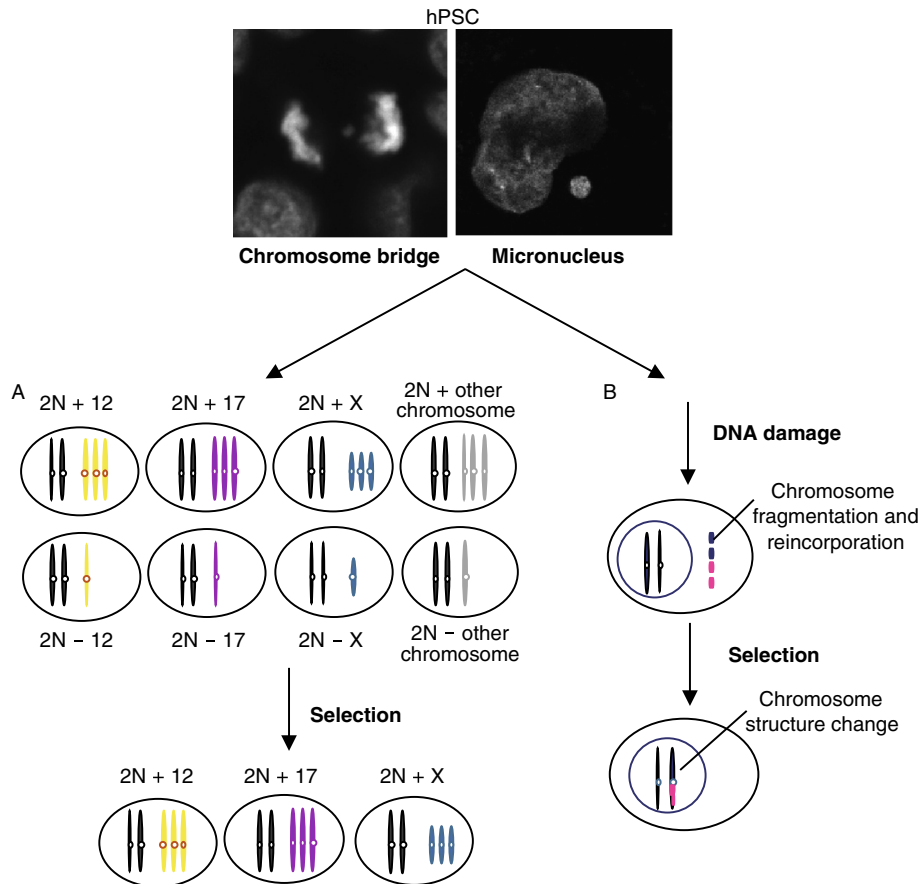 hPSC
Chromosome bridge
Micronucleus
A
2N + 12
2N + 17
2N + X
2N + other
chromosome
2N − 12
2N − 17
2N − X
2N − other
chromosome
Selection
2N + 12
2N + 17
2N + X
B
DNA damage
Chromosome
fragmentation and
reincorporation
Selection
Chromosome
structure change